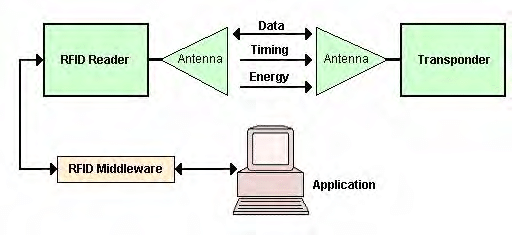 Data
RFID Reader
Antenna
Timing
Antenna
Transponder
Energy
RFID Middleware
Application